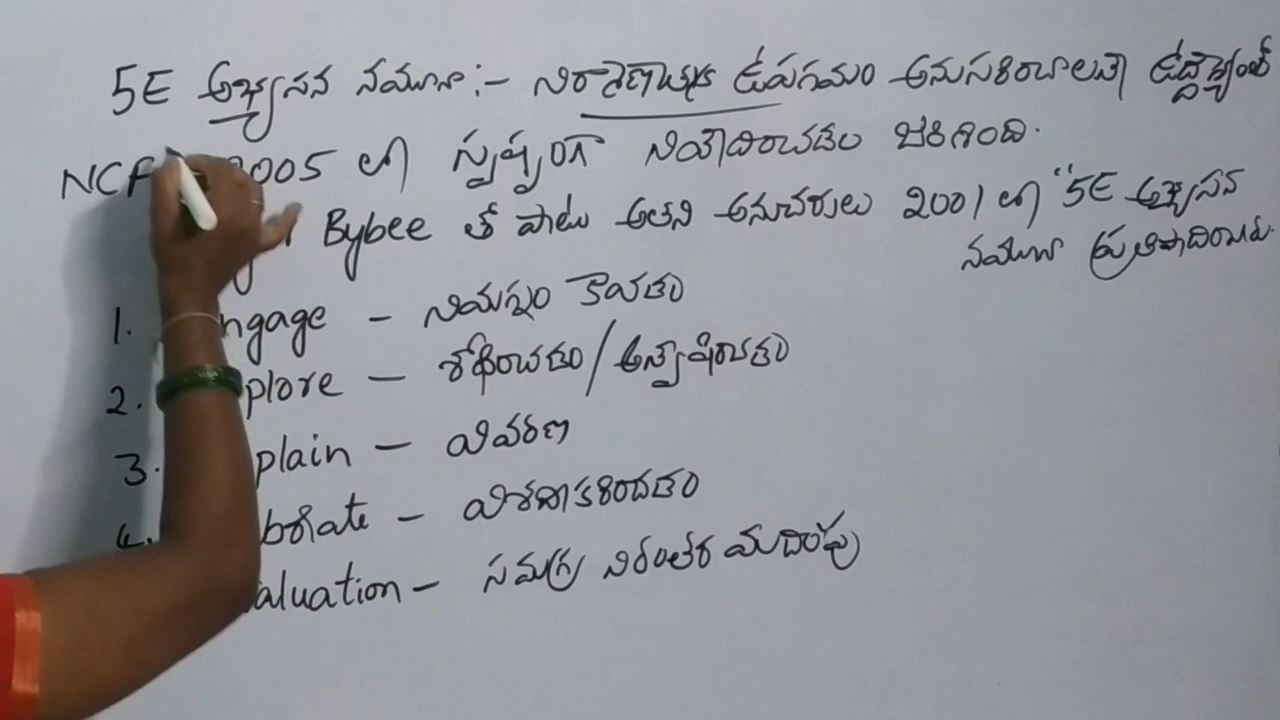 5E అభ్యసన నమూనా :- నిర్మాణాత్మక ఉపగమం అనుసరించాలనే ఉద్దేశ్యంతో
NCF 2005 లో స్పష్టంగా నియోదించడం జరిగింది.
Bybee తో పాటు అతని అనుచరులు 2001 లో "5E అభ్యసన
నమూనా ప్రతిపాదించారు.
1. ngage - నిమగ్నం కావడం
2. plore - శోధించడం / అన్వేషించడం
3. plain - వివరణ
4. borate - విశదీకరించడం
aluation - సమగ్ర నిరంతర మదింపు